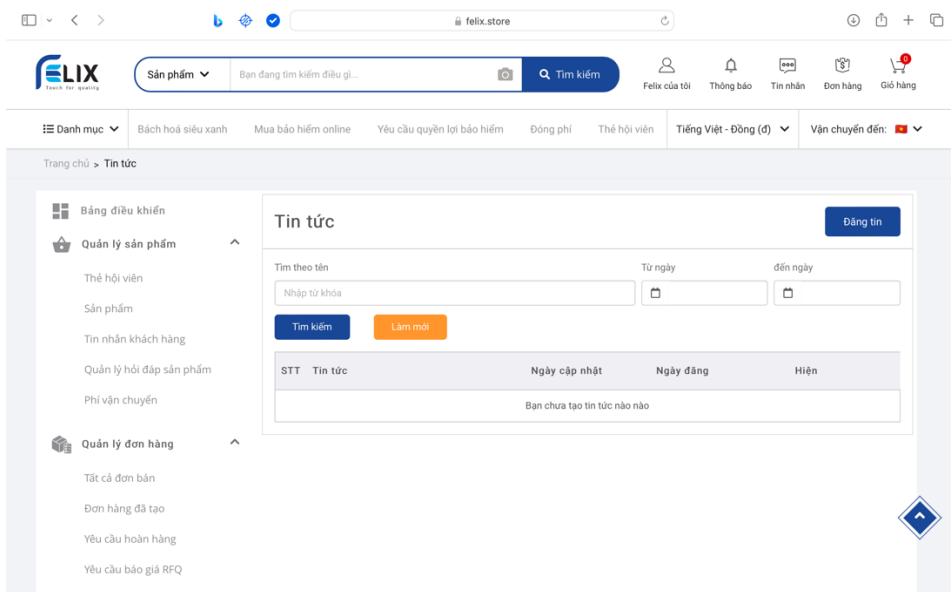 felix.store
FELIX
Touch for quality
Sản phẩm
Bạn đang tìm kiếm điều gì...
Tìm kiếm
Felix của tôi
Thông báo
Tin nhắn
Đơn hàng
0
Giỏ hàng
Danh mục
Bách hoá siêu xanh
Mua bảo hiểm online
Yêu cầu quyền lợi bảo hiểm
Đóng phí
Thẻ hội viên
Tiếng Việt - Đồng (đ)
Vận chuyển đến:
Trang chủ > Tin tức
Bảng điều khiển
Quản lý sản phẩm
Thẻ hội viên
Sản phẩm
Tin nhắn khách hàng
Quản lý hỏi đáp sản phẩm
Phí vận chuyển
Quản lý đơn hàng
Tất cả đơn bán
Đơn hàng đã tạo
Yêu cầu hoàn hàng
Yêu cầu báo giá RFQ
Tin tức
Đăng tin
Tìm theo tên
Từ ngày
đến ngày
Nhập từ khóa
Tìm kiếm
Làm mới
STT Tin tức Ngày cập nhật Ngày đăng Hiện
Bạn chưa tạo tin tức nào nào